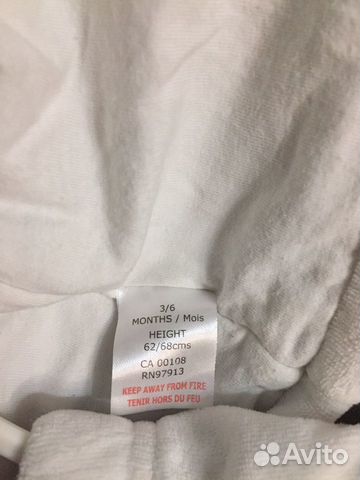 3/6
MONTHS / Mois
HEIGHT
62/68cms
CA 00108
RN97913
KEEP AWAY FROM FIRE
TENIR HORS DU FEU
Avito